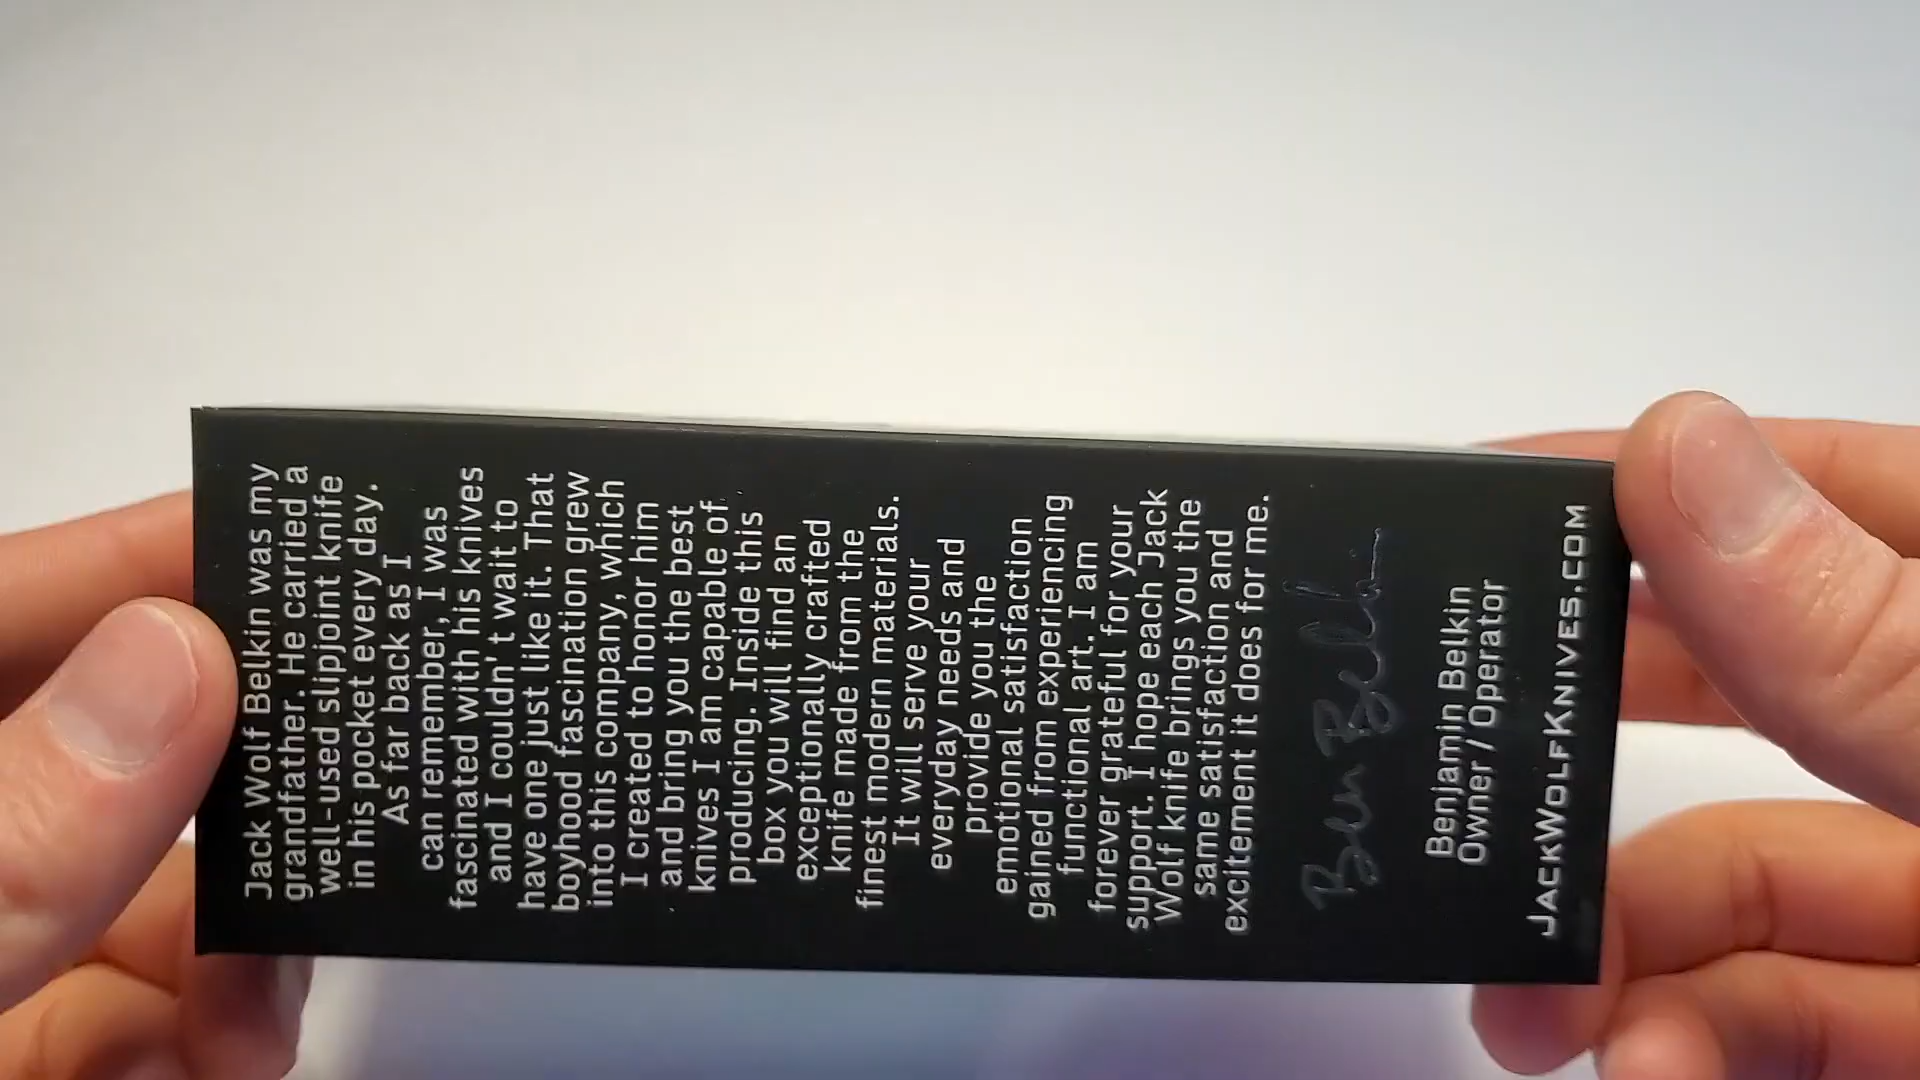 Jack Wolf Belkin was my
grandfather. He carried a
well-used slipjoint knife
in his pocket every day.
As far back as I
can remember, I was
fascinated with his knives
and I couldn't wait to
have one just like it. That
boyhood fascination grew
into this company, which
I created to honor him
and bring you the best
knives I am capable of
producing. Inside this
box you will find an
exceptionally crafted
knife made from the
finest modern materials.
It will serve your
everyday needs and
provide you the
emotional satisfaction
gained from experiencing
functional art. I am
forever grateful for your
support. I hope each Jack
Wolf knife brings you the
same satisfaction and
excitement it does for me.
Ben Belkin
Benjamin Belkin
Owner / Operator
JACKWOLFKNIVES.COM